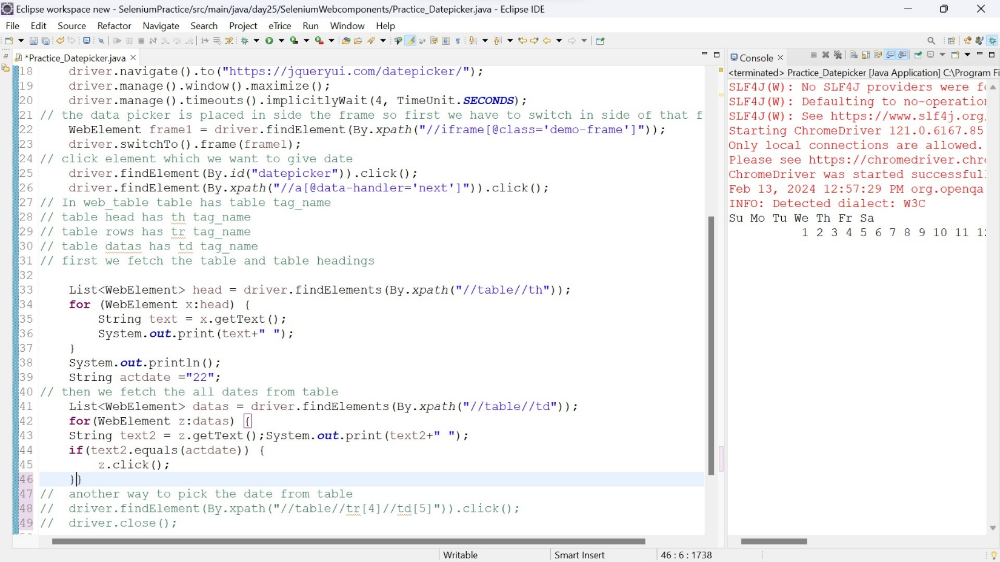 Eclipse workspace new - SeleniumPractice/src/main/java/day25/SeleniumWebcomponents/Practice_Datepicker.java - Eclipse IDE
File Edit Source Refactor Navigate Search Project eTrice Run Window Help
*Practice_Datepicker.java
18 driver.navigate().to("https://jqueryui.com/datepicker/");
19 driver.manage().window().maximize();
20 driver.manage().timeouts().implicitlyWait(4, TimeUnit.SECONDS);
21 // the data picker is placed in side the frame so first we have to switch in side of that f
22 WebElement frame1 = driver.findElement(By.xpath("//iframe[@class='demo-frame']"));
23 driver.switchTo().frame(frame1);
24 // click element which we want to give date
25 driver.findElement(By.id("datepicker")).click();
26 driver.findElement(By.xpath("//a[@data-handler='next']")).click();
27 // In web_table table has table tag_name
28 // table head has th tag_name
29 // table rows has tr tag_name
30 // table datas has td tag_name
31 // first we fetch the table and table headings
32
33 List<WebElement> head = driver.findElements(By.xpath("//table//th"));
34 for (WebElement x:head) {
35 String text = x.getText();
36 System.out.print(text+" ");
37 }
38 System.out.println();
39 String actdate ="22";
40 // then we fetch the all dates from table
41 List<WebElement> datas = driver.findElements(By.xpath("//table//td"));
42 for(WebElement z:datas) {
43 String text2 = z.getText();System.out.print(text2+" ");
44 if(text2.equals(actdate)) {
45 z.click();
46 }}
47 // another way to pick the date from table
48 // driver.findElement(By.xpath("//table//tr[4]//td[5]")).click();
49 // driver.close();
Console
<terminated> Practice_Datepicker [Java Application] C:\Program Fi
SLF4J(W): No SLF4J providers were f
SLF4J(W): Defaulting to no-operatio
SLF4J(W): See https://www.slf4j.org
Starting ChromeDriver 121.0.6167.85
Only local connections are allowed.
Please see https://chromedriver.chr
ChromeDriver was started successful
Feb 13, 2024 12:57:29 PM org.openqa
INFO: Detected dialect: W3C
Su Mo Tu We Th Fr Sa
1 2 3 4 5 6 7 8 9 10 11 12
Writable Smart Insert 46 : 6 : 1738